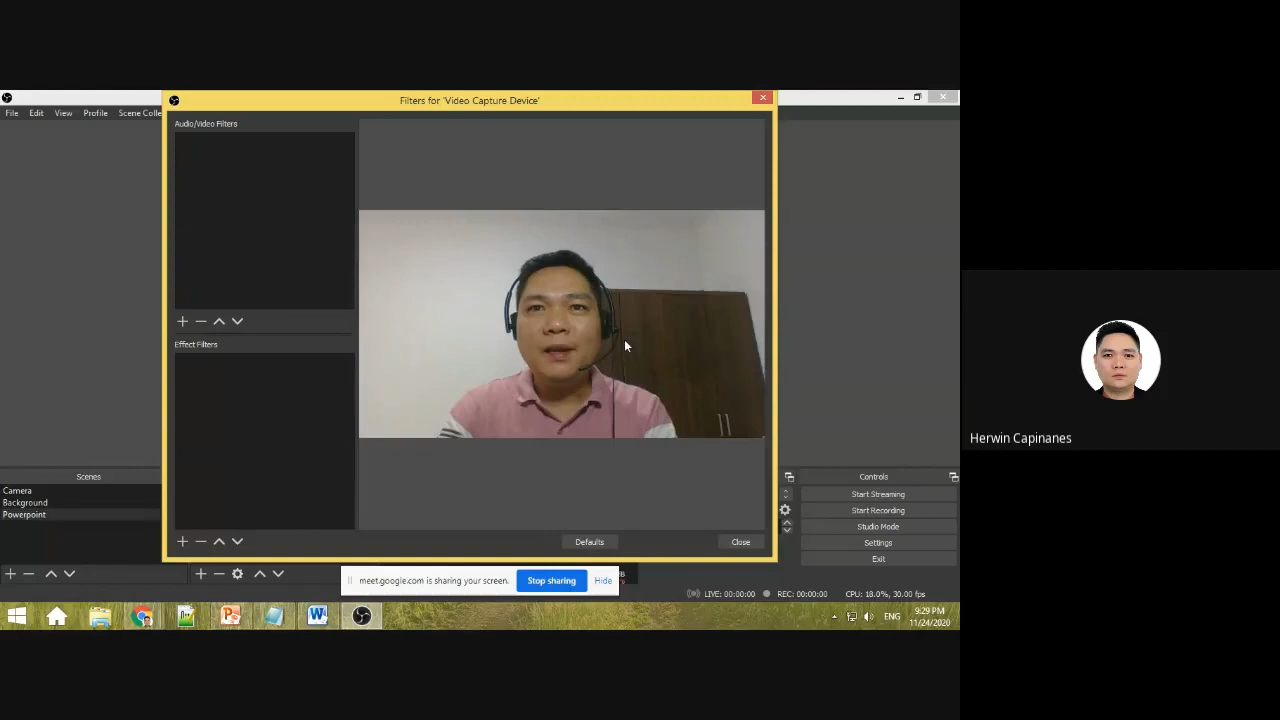 Filters for 'Video Capture Device'
File Edit View Profile Scene Colle
Audio/Video Filters
Effect Filters
Defaults
Close
Scenes
Camera
Background
Powerpoint
Controls
Start Streaming
Start Recording
Studio Mode
Settings
Exit
meet.google.com is sharing your screen.
Stop sharing
Hide
LIVE: 00:00:00
REC: 00:00:00
CPU: 18.0%, 30.00 fps
ENG
9:29 PM
11/24/2020
Herwin Capinanes